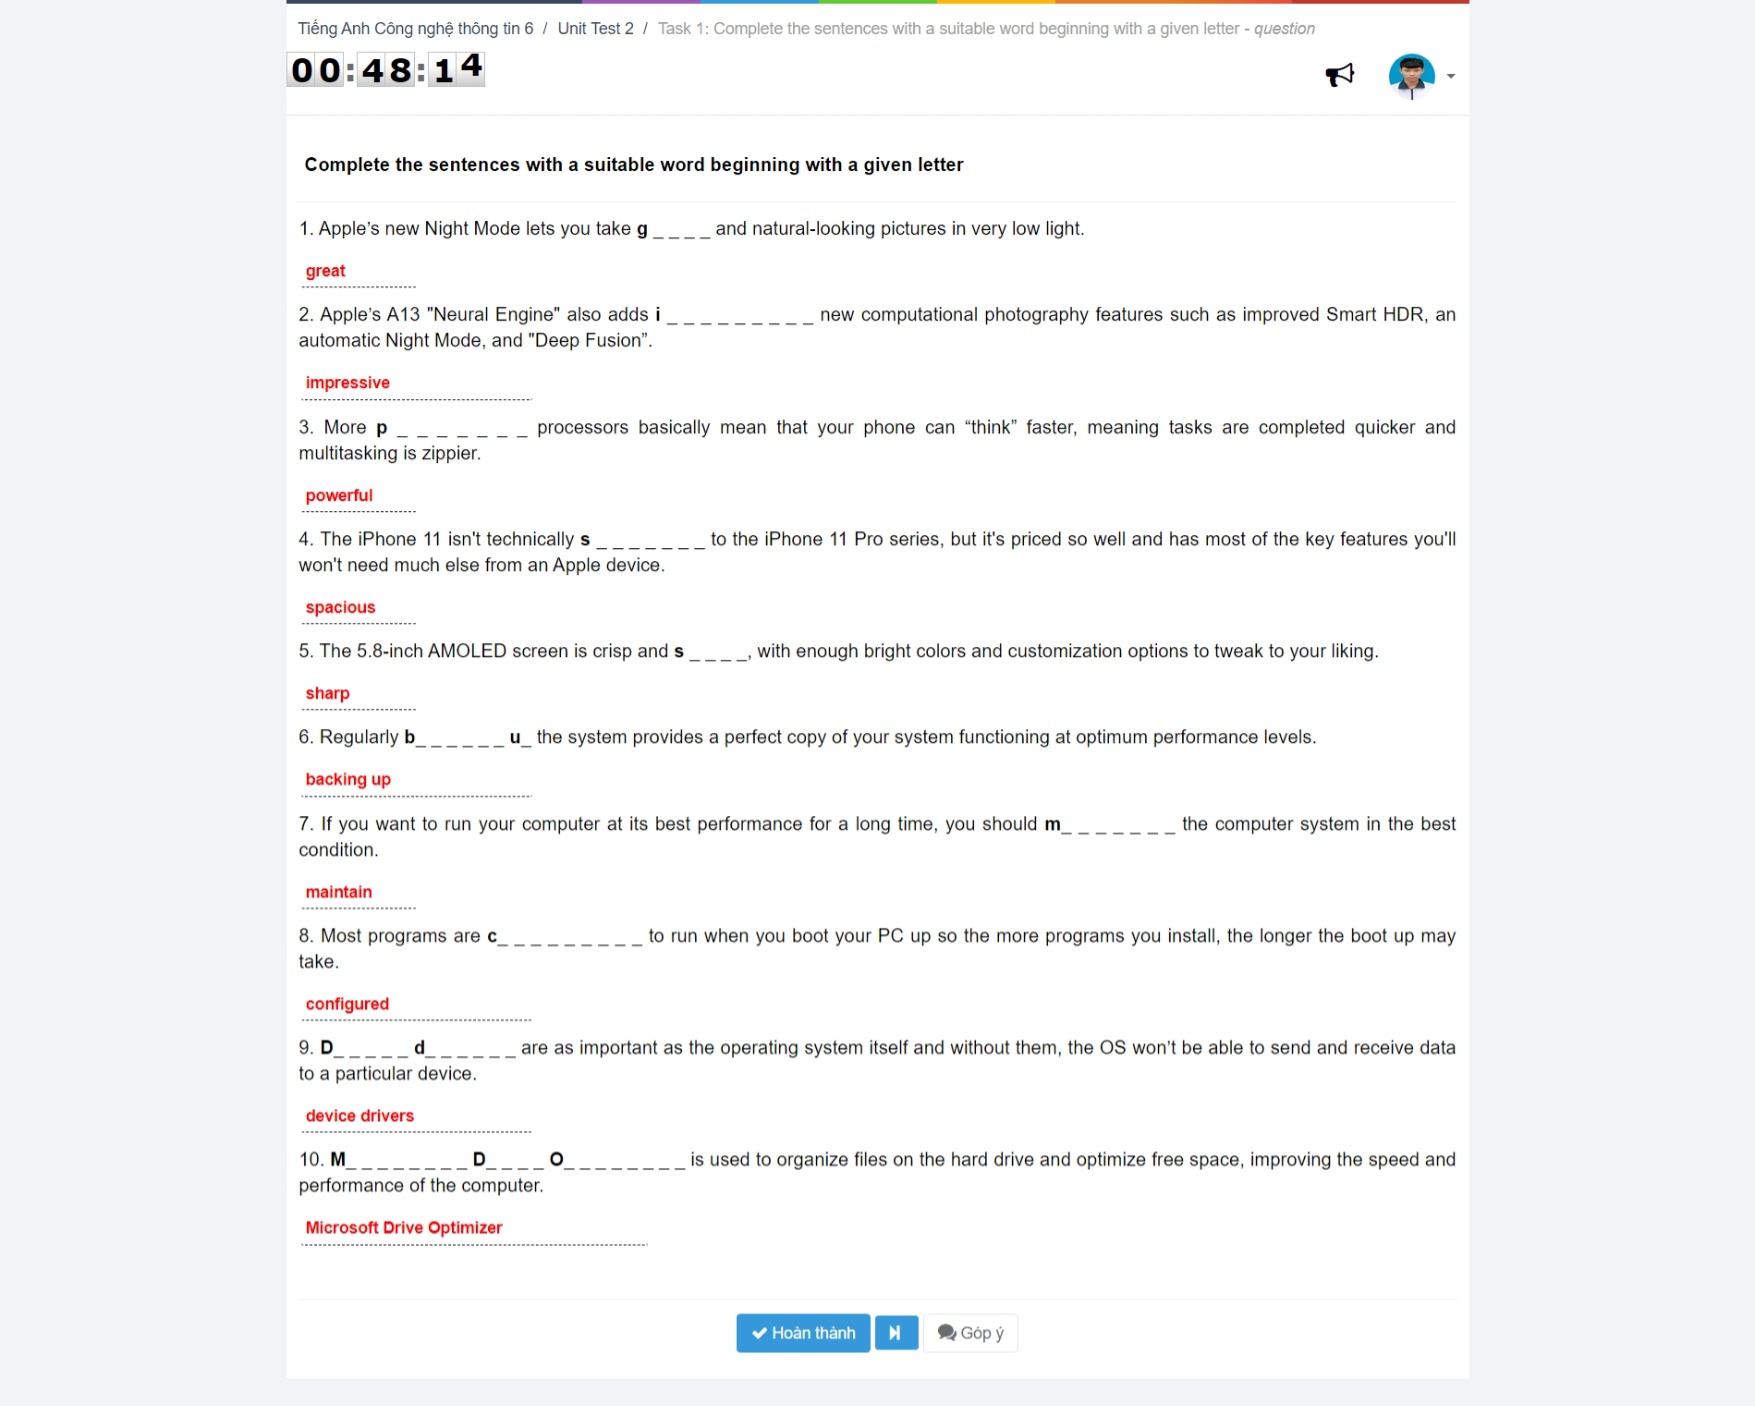 Tiếng Anh Công nghệ thông tin 6 / Unit Test 2 / Task 1: Complete the sentences with a suitable word beginning with a given letter - question
00:48:14
Complete the sentences with a suitable word beginning with a given letter
1. Apple's new Night Mode lets you take g _ _ _ _ and natural-looking pictures in very low light.
great
2. Apple's A13 "Neural Engine" also adds i _ _ _ _ _ _ _ _ _ new computational photography features such as improved Smart HDR, an
automatic Night Mode, and "Deep Fusion”.
impressive
3. More p _ _ _ _ _ _ _ processors basically mean that your phone can “think” faster, meaning tasks are completed quicker and
multitasking is zippier.
powerful
4. The iPhone 11 isn't technically s _ _ _ _ _ _ _ to the iPhone 11 Pro series, but it's priced so well and has most of the key features you'll
won't need much else from an Apple device.
spacious
5. The 5.8-inch AMOLED screen is crisp and s _ _ _ _, with enough bright colors and customization options to tweak to your liking.
sharp
6. Regularly b_ _ _ _ _ _ u_ the system provides a perfect copy of your system functioning at optimum performance levels.
backing up
7. If you want to run your computer at its best performance for a long time, you should m_ _ _ _ _ _ _ the computer system in the best
condition.
maintain
8. Most programs are c_ _ _ _ _ _ _ _ _ to run when you boot your PC up so the more programs you install, the longer the boot up may
take.
configured
9. D_ _ _ _ _ d_ _ _ _ _ _ are as important as the operating system itself and without them, the OS won't be able to send and receive data
to a particular device.
device drivers
10. M_ _ _ _ _ _ _ _ D_ _ _ _ O_ _ _ _ _ _ _ _ is used to organize files on the hard drive and optimize free space, improving the speed and
performance of the computer.
Microsoft Drive Optimizer
Hoàn thành
Góp ý